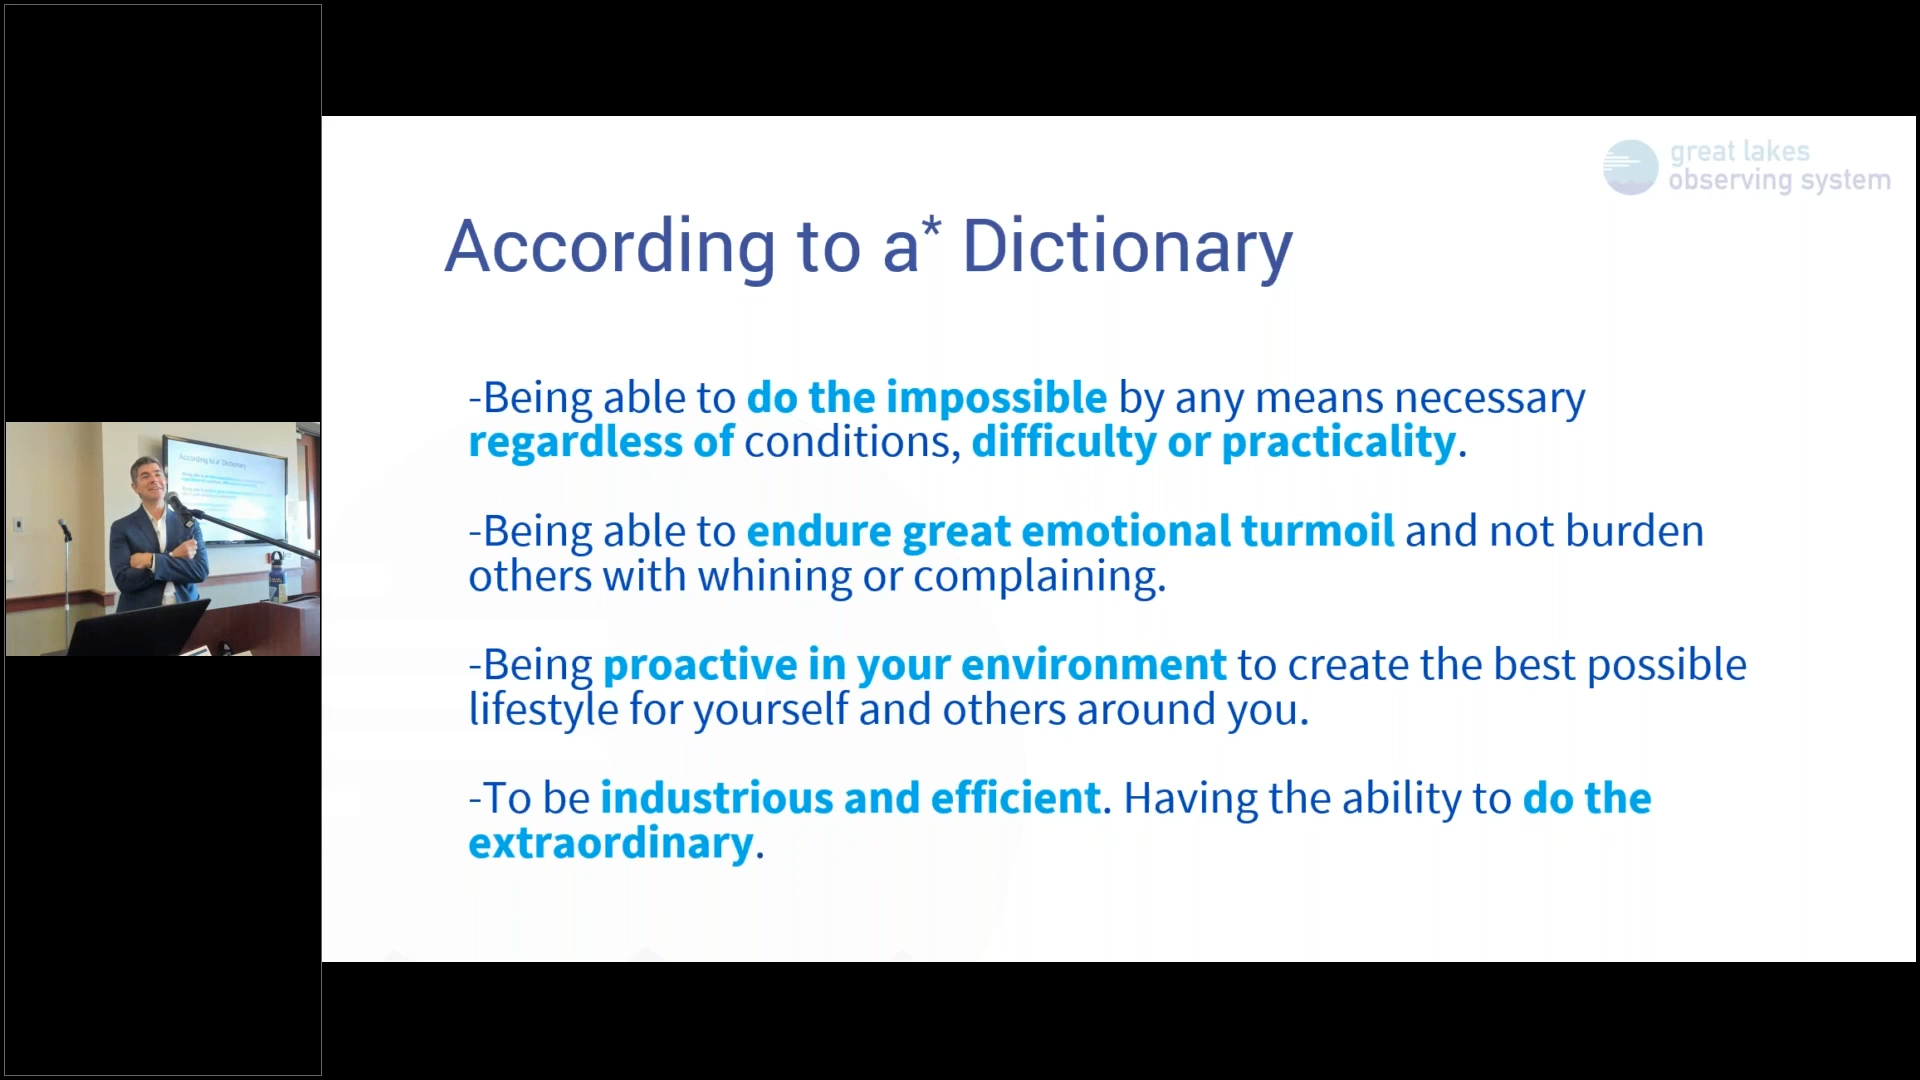 great lakes
observing system
According to a* Dictionary
-Being able to do the impossible by any means necessary
regardless of conditions, difficulty or practicality.
-Being able to endure great emotional turmoil and not burden
others with whining or complaining.
-Being proactive in your environment to create the best possible
lifestyle for yourself and others around you.
-To be industrious and efficient. Having the ability to do the
extraordinary.
According to a* Dictionary